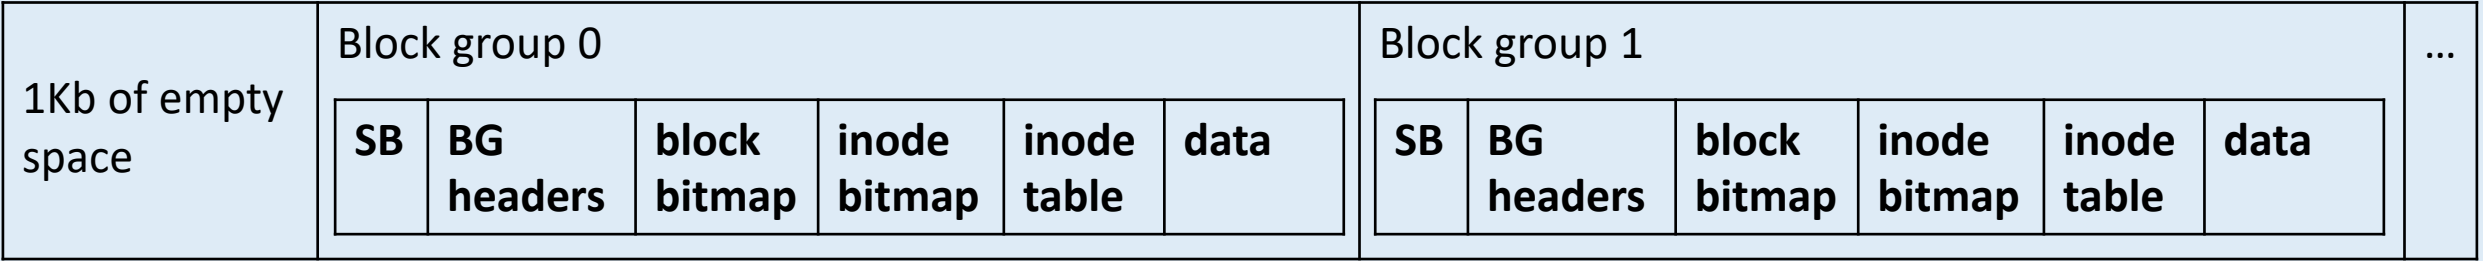 1Kb of empty
space
Block group 0
SB
BG
headers
block
bitmap
inode
bitmap
inode
table
data
Block group 1
SB
BG
headers
block
bitmap
inode
bitmap
inode
table
data
...